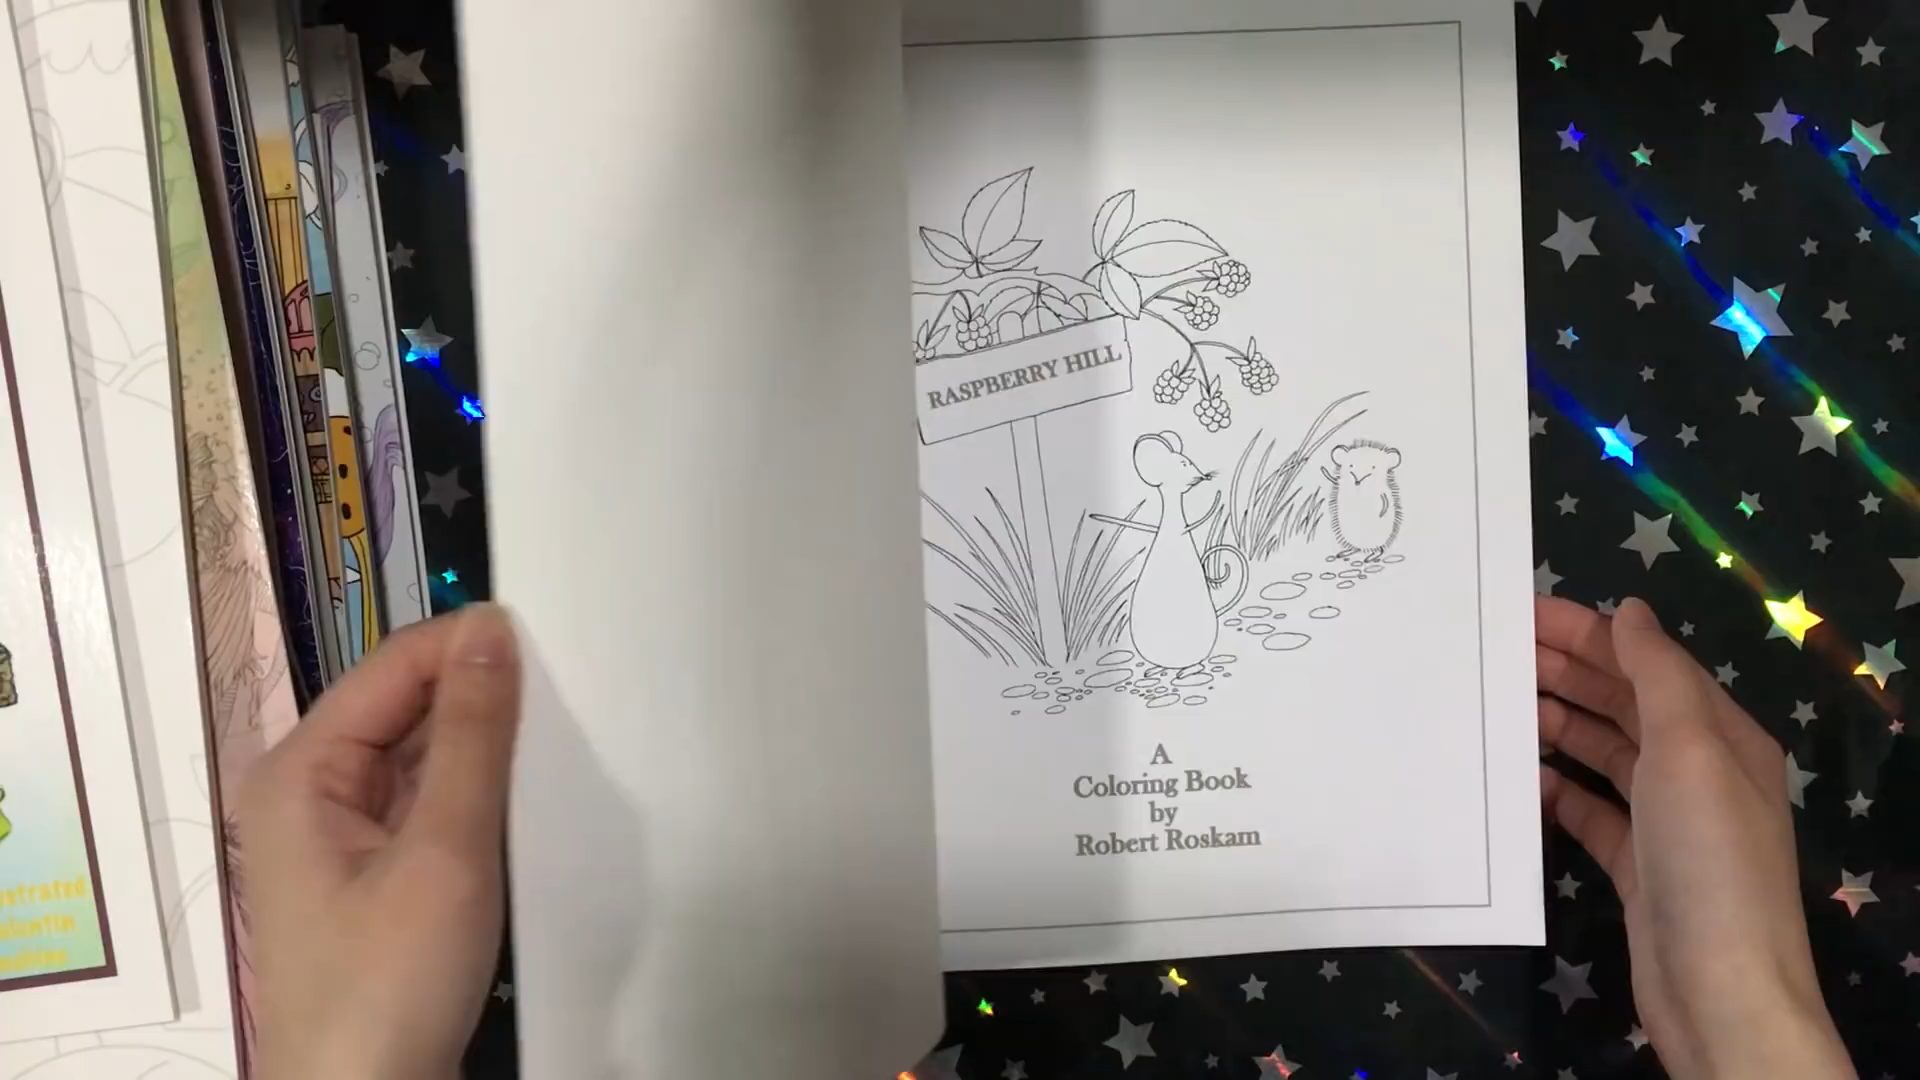 RASPBERRY HILL
A
Coloring Book
by
Robert Roskam